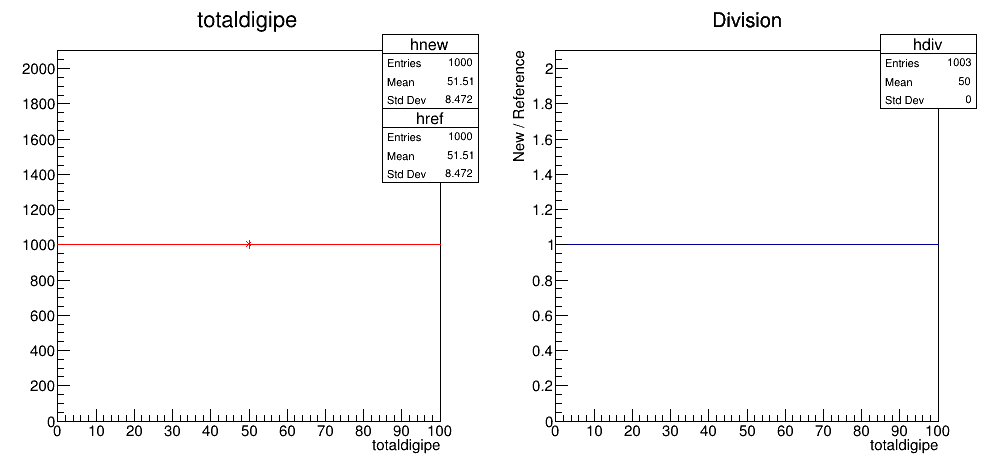 totaldigipe
hnew
Entries 1000
Mean 51.51
Std Dev 8.472
href
Entries 1000
Mean 51.51
Std Dev 8.472
2000
1800
1600
1400
1200
1000
800
600
400
200
0
0 10 20 30 40 50 60 70 80 90 100
totaldigipe
Division
hdiv
Entries 1003
Mean 50
Std Dev 0
New / Reference
2
1.8
1.6
1.4
1.2
1
0.8
0.6
0.4
0.2
0
0 10 20 30 40 50 60 70 80 90 100
totaldigipe